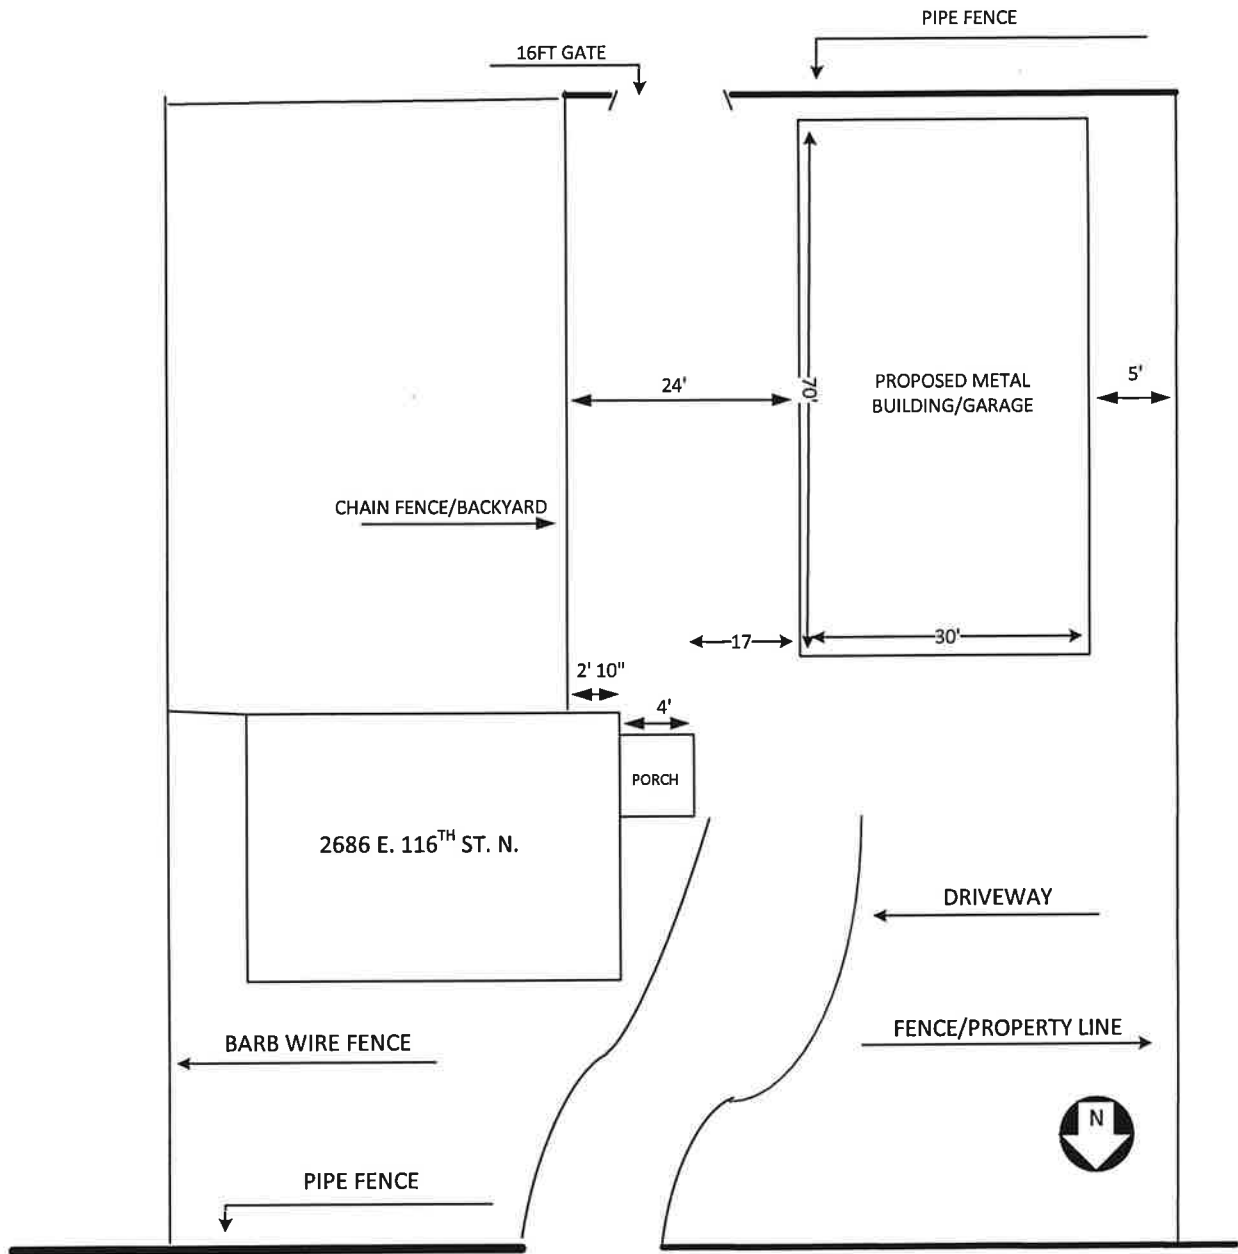 PIPE FENCE
16FT GATE
24'
70'
PROPOSED METAL
BUILDING/GARAGE
5'
CHAIN FENCE/BACKYARD
17
30'
2' 10"
4'
PORCH
2686 E. 116TH ST. N.
DRIVEWAY
BARB WIRE FENCE
FENCE/PROPERTY LINE
N
PIPE FENCE